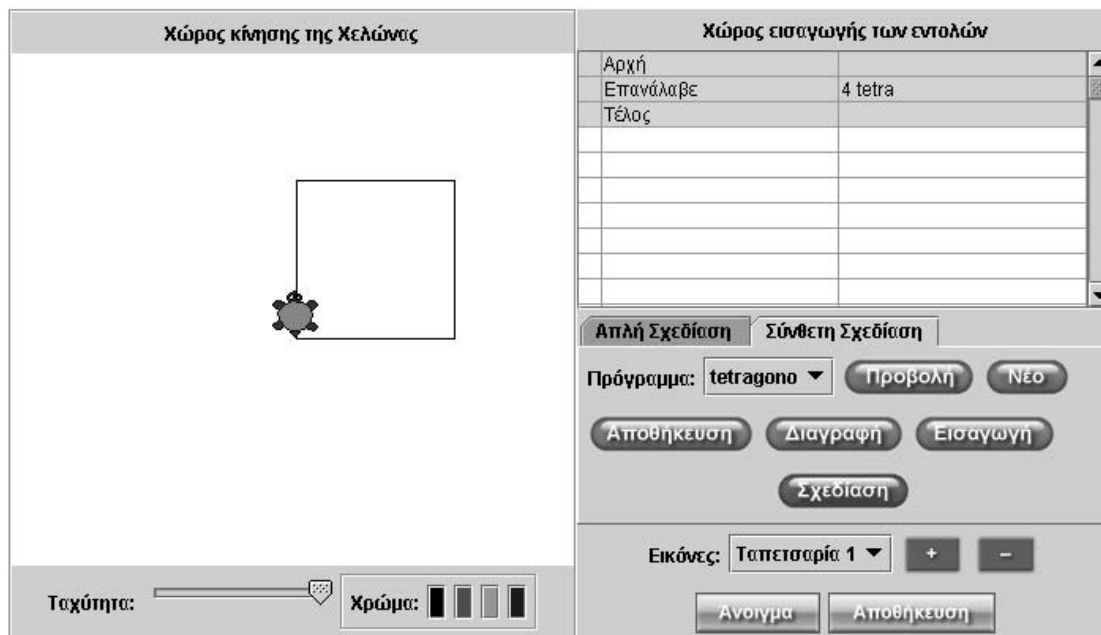 Χώρος κίνησης της Χελώνας
Χώρος εισαγωγής των εντολών
Αρχή
Επανάλαβε 4 tetra
Τέλος
Απλή Σχεδίαση Σύνθετη Σχεδίαση
Πρόγραμμα: tetragono Προβολή Νέο
Αποθήκευση Διαγραφή Εισαγωγή
Σχεδίαση
Εικόνες: Ταπετσαρία 1 + -
Ταχύτητα: Χρώμα:
Άνοιγμα Αποθήκευση